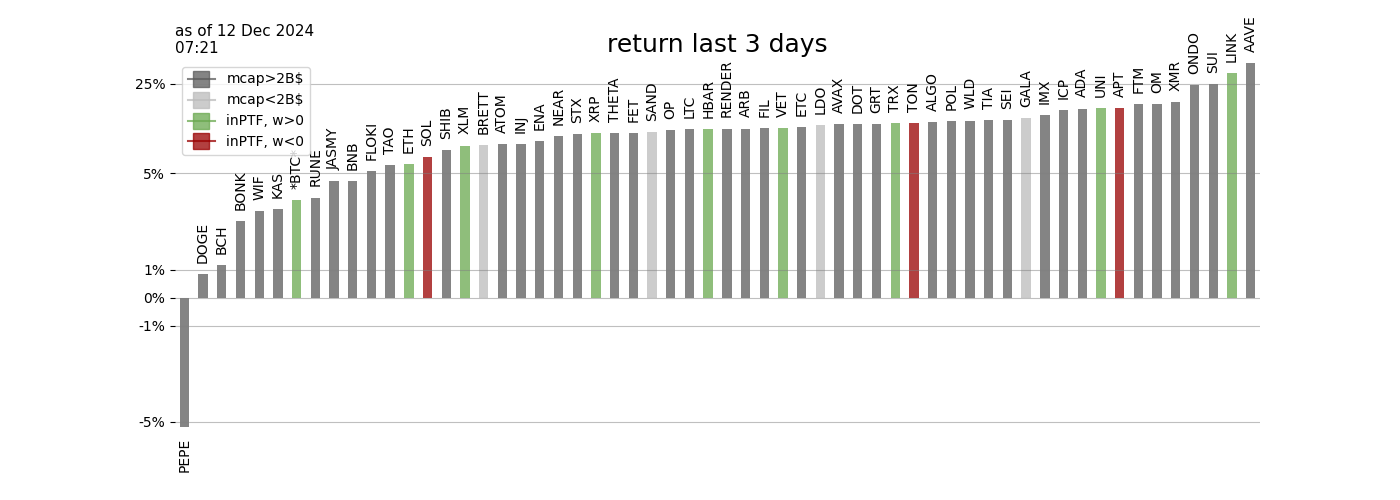 as of 12 Dec 2024
07:21
return last 3 days
mcap>2B$
mcap<2B$
inPTF, w>0
inPTF, w<0
25%
5%
1%
0%
-1%
-5%
PEPE
DOGE
BCH
BONK
WIF
KAS
*BTC*
RUNE
JASMY
BNB
FLOKI
TAO
ETH
SOL
SHIB
XLM
BRETT
ATOM
INJ
ENA
NEAR
STX
XRP
THETA
FET
SAND
OP
LTC
HBAR
RENDER
ARB
FIL
VET
ETC
LDO
AVAX
DOT
GRT
TRX
TON
ALGO
POL
WLD
TIA
SEI
GALA
IMX
ICP
ADA
UNI
APT
FTM
OM
XMR
ONDO
SUI
LINK
AAVE